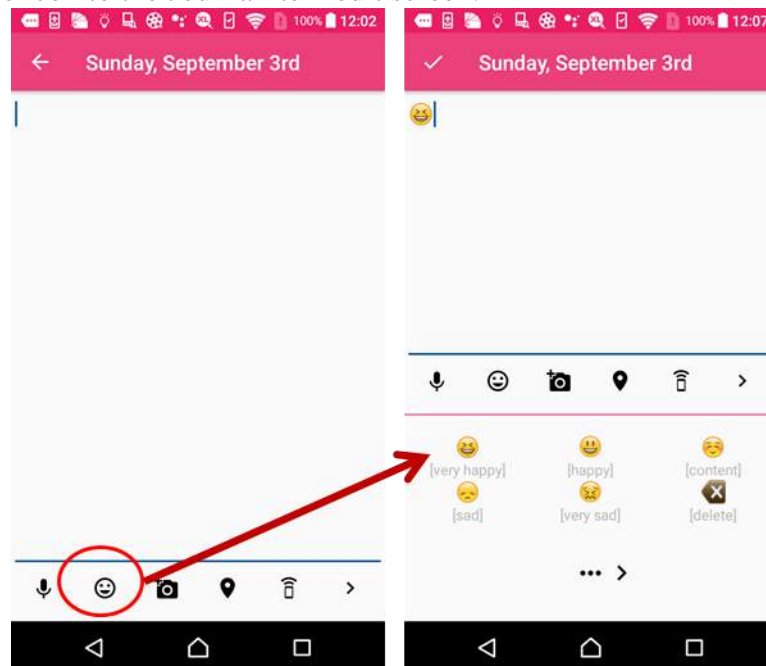 100% 12:02
Sunday, September 3rd
100% 12:07
Sunday, September 3rd
[very happy] [happy] [content]
[sad] [very sad] [delete]